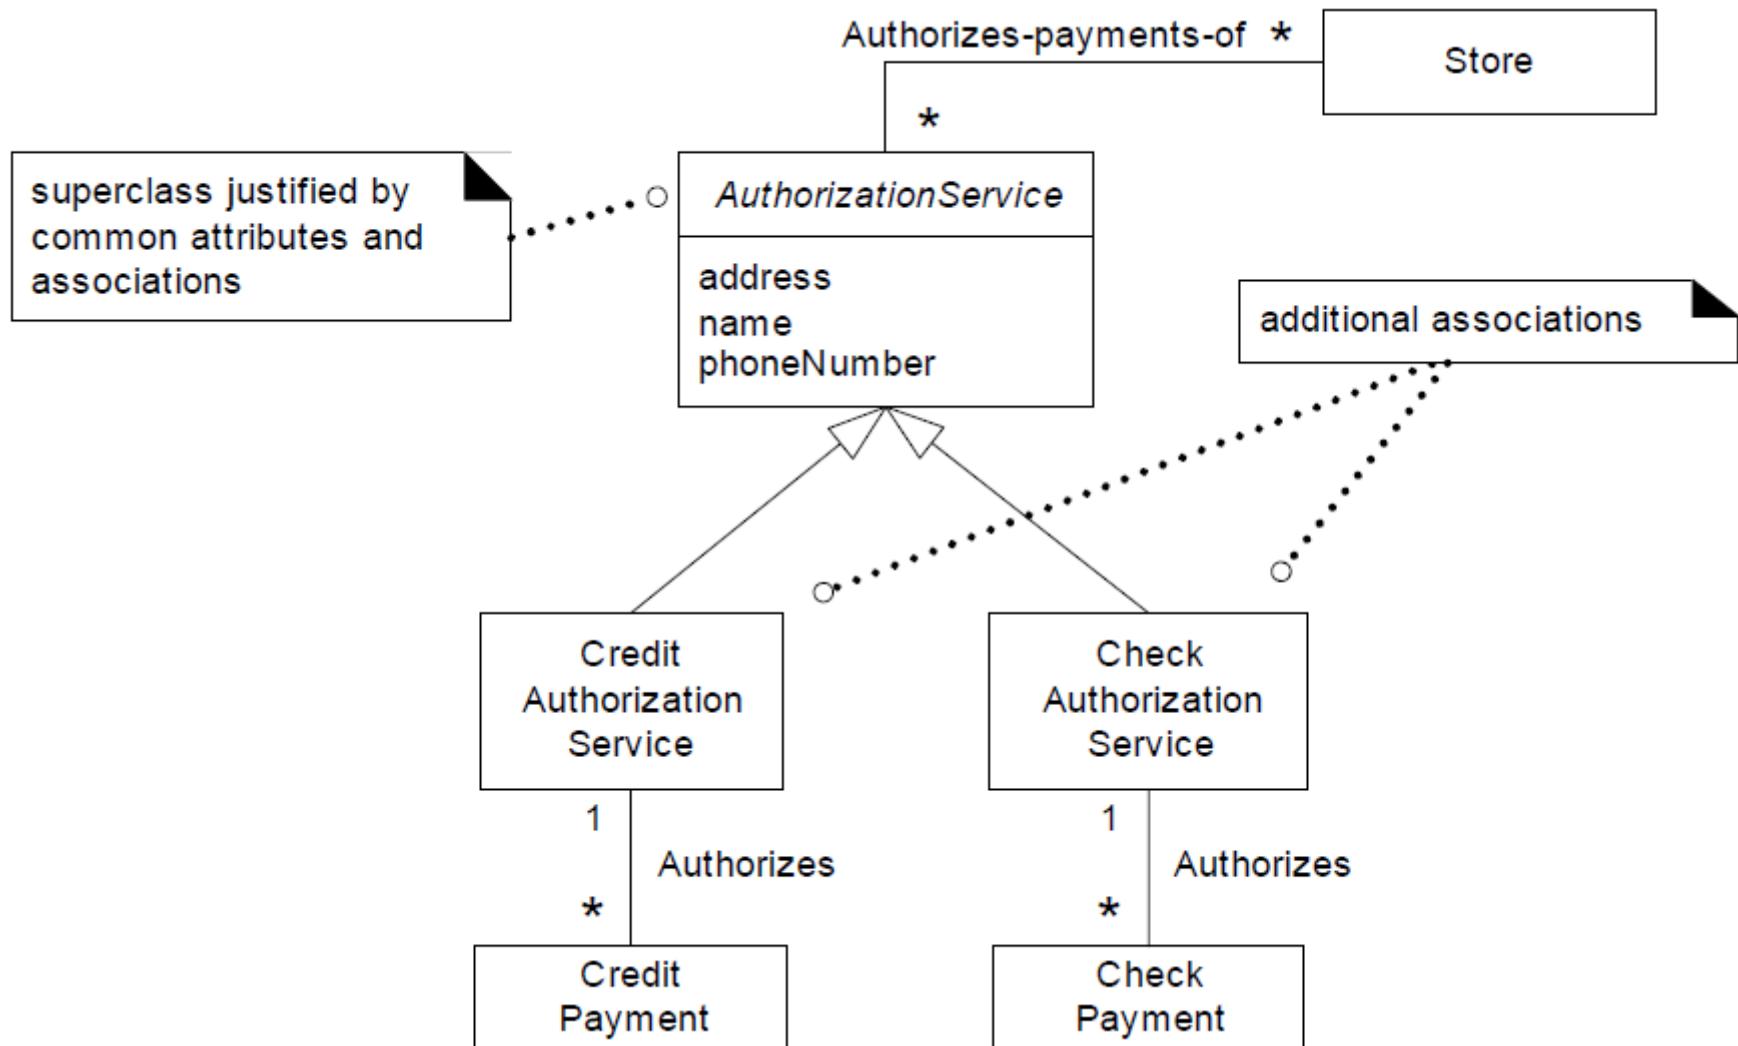 Authorizes-payments-of *
Store
*
superclass justified by
common attributes and
associations
AuthorizationService
address
name
phoneNumber
additional associations
Credit
Authorization
Service
Check
Authorization
Service
1
Authorizes
*
1
Authorizes
*
Credit
Payment
Check
Payment